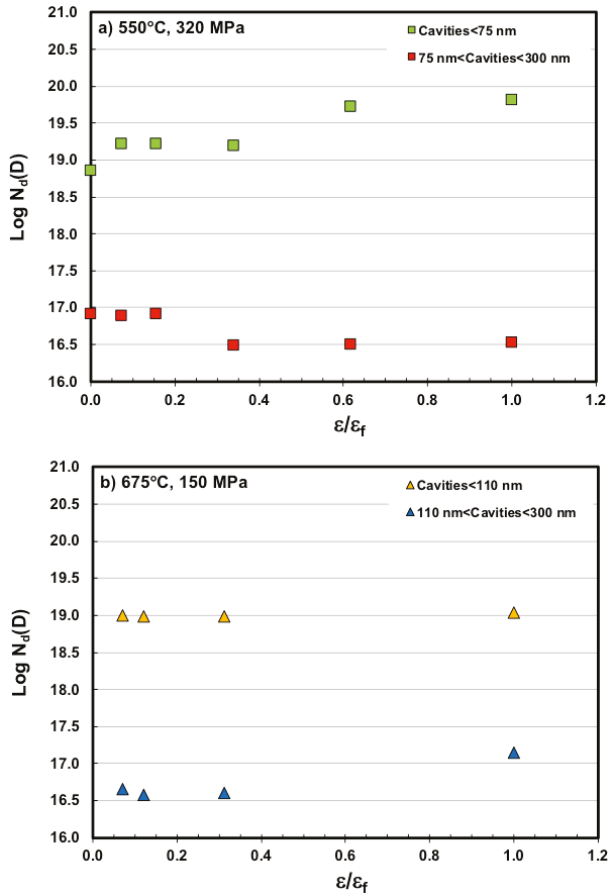 a) 550°C, 320 MPa
Cavities<75 nm
75 nm<Cavities<300 nm
21.0
20.5
20.0
19.5
19.0
18.5
18.0
17.5
17.0
16.5
16.0
Log N_d(D)
0.0 0.2 0.4 0.6 0.8 1.0 1.2
ε/ε_f
b) 675°C, 150 MPa
Cavities<110 nm
110 nm<Cavities<300 nm
21.0
20.5
20.0
19.5
19.0
18.5
18.0
17.5
17.0
16.5
16.0
Log N_d(D)
0.0 0.2 0.4 0.6 0.8 1.0 1.2
ε/ε_f